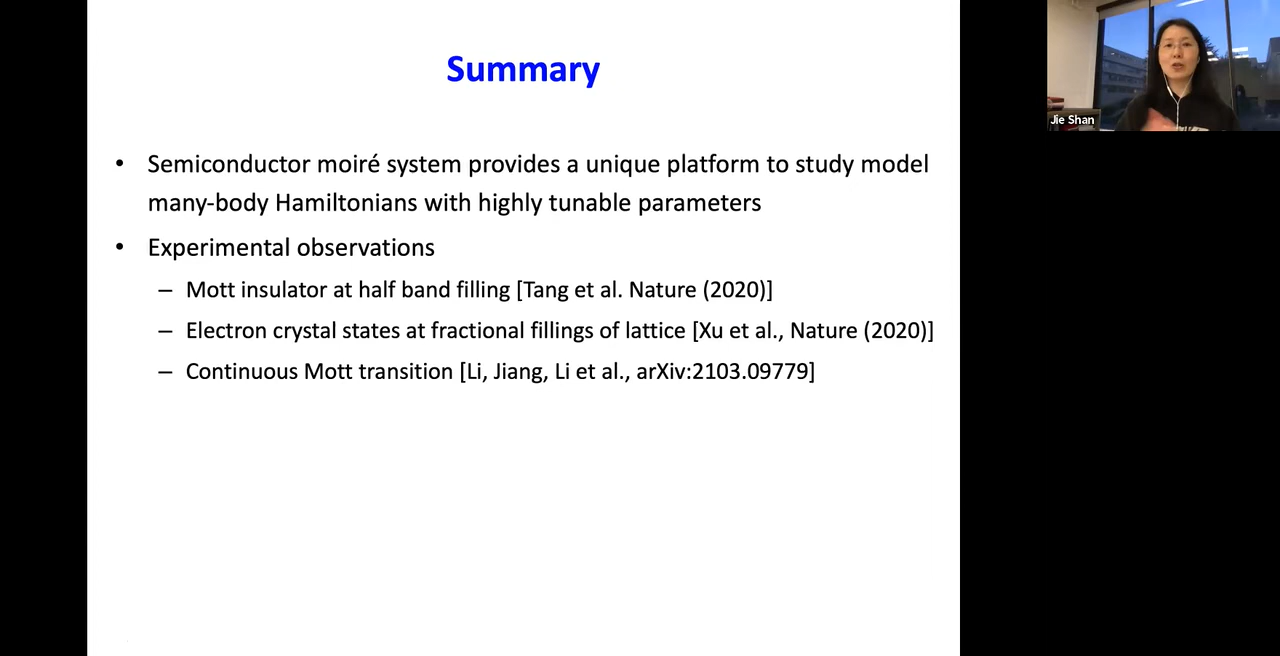 Summary
• Semiconductor moiré system provides a unique platform to study model
many-body Hamiltonians with highly tunable parameters
• Experimental observations
– Mott insulator at half band filling [Tang et al. Nature (2020)]
– Electron crystal states at fractional fillings of lattice [Xu et al., Nature (2020)]
– Continuous Mott transition [Li, Jiang, Li et al., arXiv:2103.09779]
Jie Shan